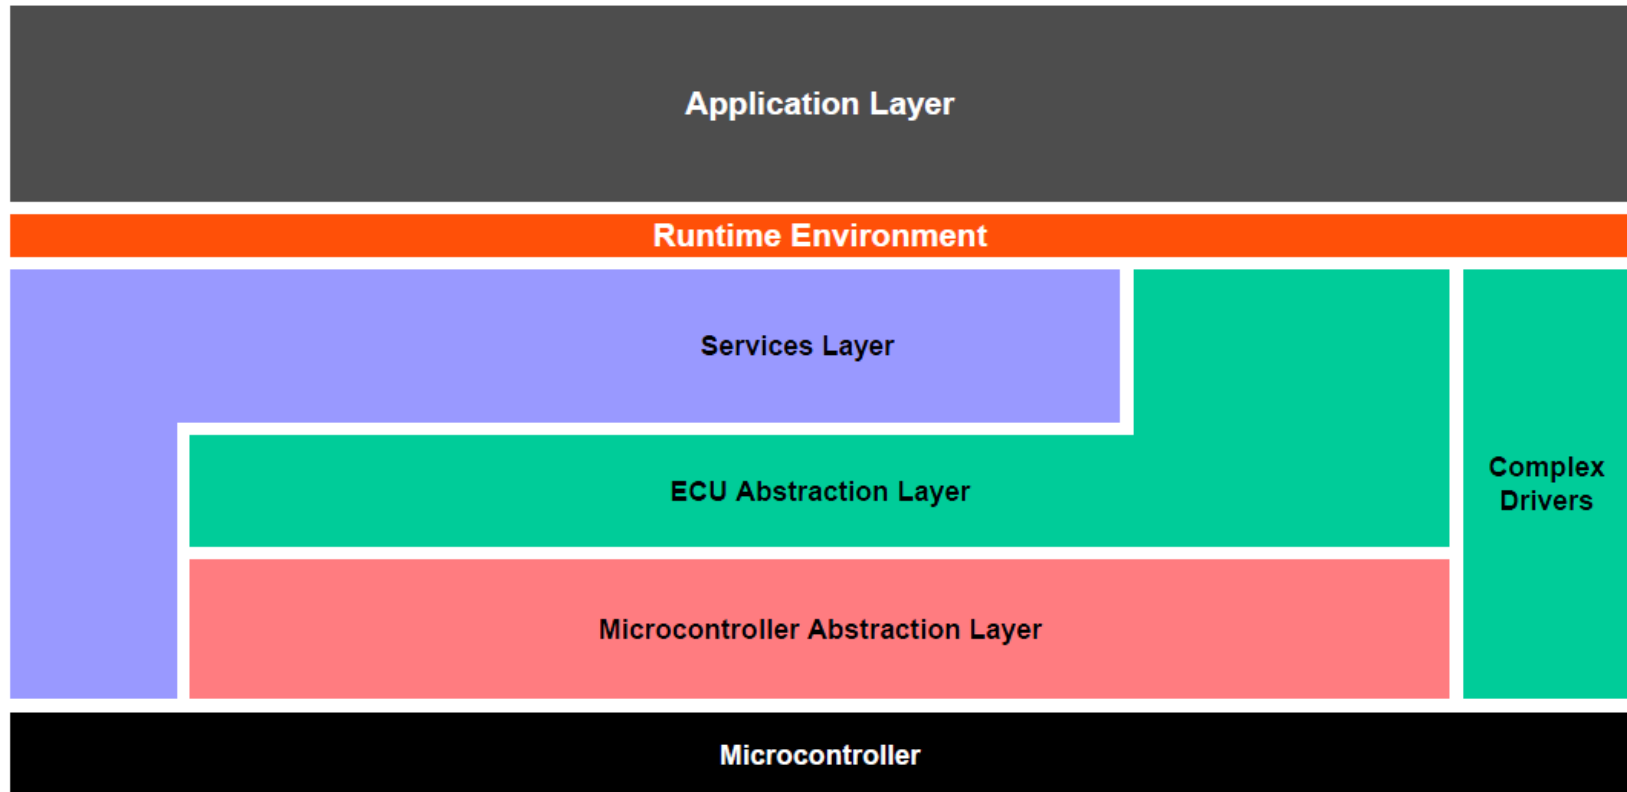 Application Layer
Runtime Environment
Services Layer
ECU Abstraction Layer
Complex
Drivers
Microcontroller Abstraction Layer
Microcontroller